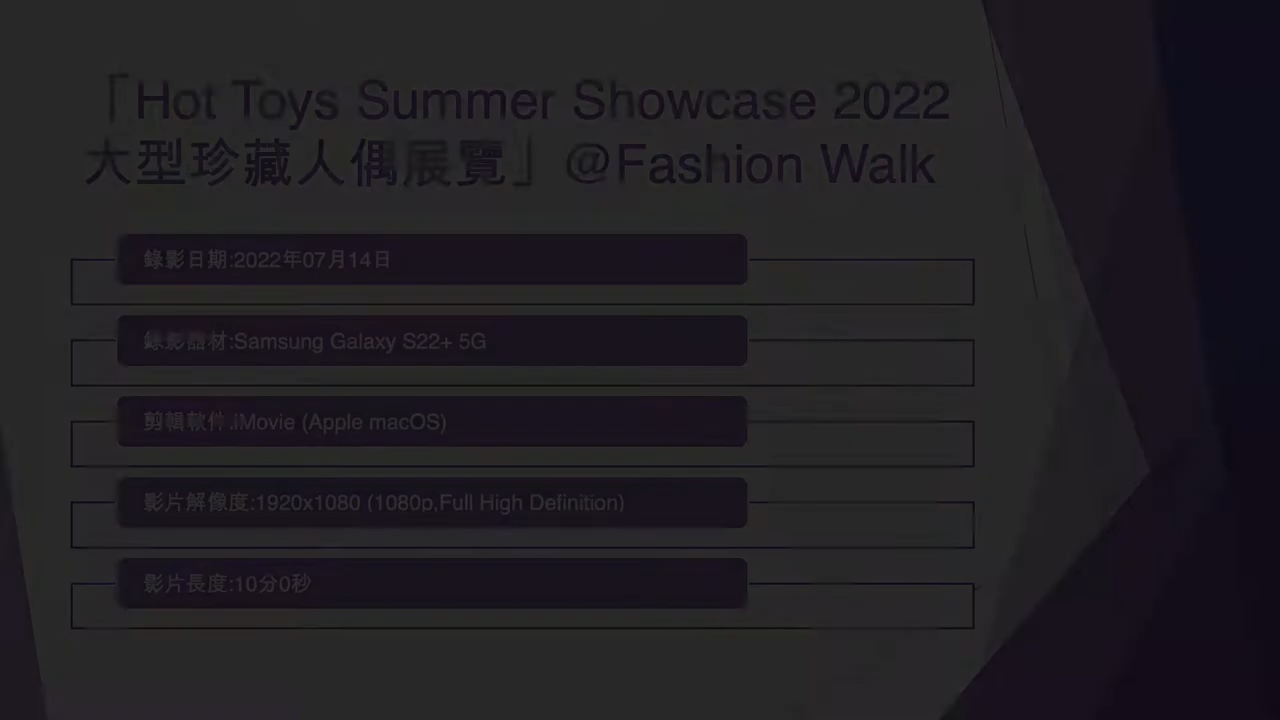 「Hot Toys Summer Showcase 2022
大型珍藏人偶展覽」@Fashion Walk
錄影日期:2022年07月14日
錄影器材:Samsung Galaxy S22+ 5G
剪輯軟件:iMovie (Apple macOS)
影片解像度:1920x1080 (1080p,Full High Definition)
影片長度:10分0秒